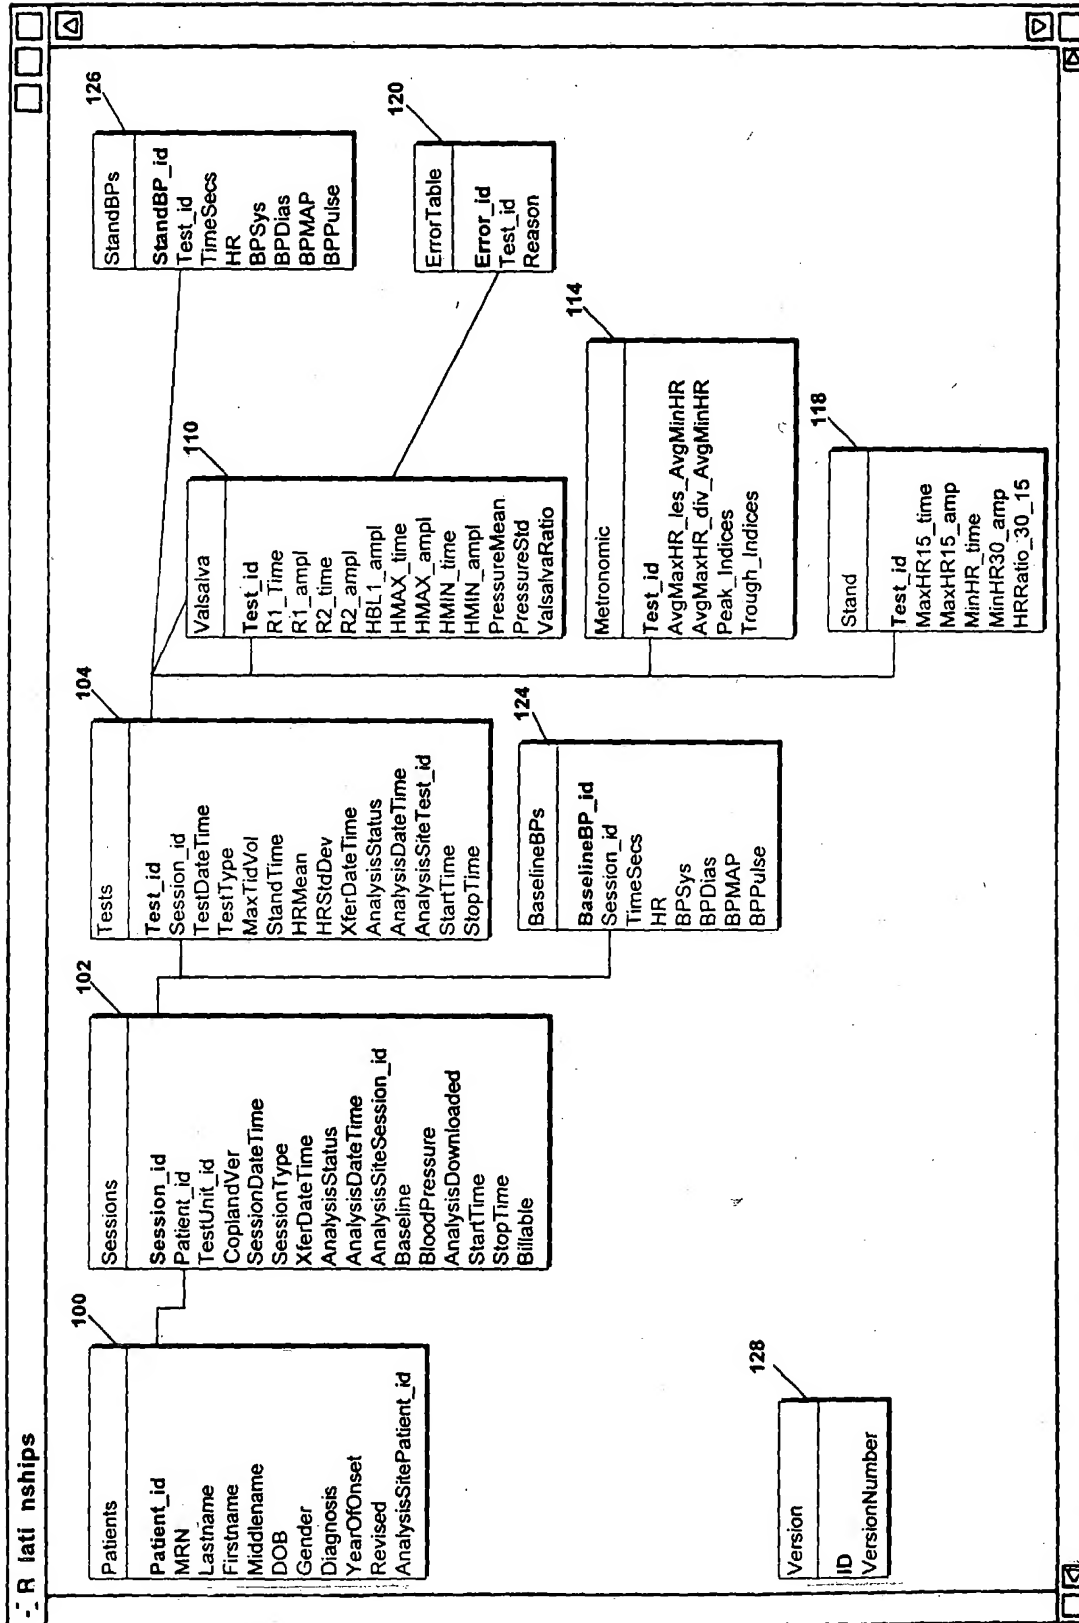 R lati nships
100
Patients
Patient_id
MRN
Lastname
Firstname
Middlename
DOB
Gender
Diagnosis
YearOfOnset
Revised
AnalysisSitePatient_id
128
Version
ID
VersionNumber
102
Sessions
Session_id
Patient_id
TestUnit_id
CoplandVer
SessionDateTime
SessionType
XferDateTime
AnalysisStatus
AnalysisDateTime
AnalysisSiteSession_id
Baseline
BloodPressure
AnalysisDownloaded
StartTime
StopTime
Billable
104
Tests
Test_id
Session_id
TestDateTime
TestType
MaxTidVol
StandTime
HRMean
HRStdDev
XferDateTime
AnalysisStatus
AnalysisDateTime
AnalysisSiteTest_id
StartTime
StopTime
124
BaselineBPs
BaselineBP_id
Session_id
TimeSecs
HR
BPSys
BPDias
BPMAP
BPPulse
110
Valsalva
Test_id
R1_Time
R1_ampl
R2_time
R2_ampl
HBL1_ampl
HMAX_time
HMAX_ampl
HMIN_time
HMIN_ampl
PressureMean
PressureStd
ValsalvaRatio
114
Metronomic
Test_id
AvgMaxHR_les_AvgMinHR
AvgMaxHR_div_AvgMinHR
Peak_Indices
Trough_Indices
118
Stand
Test_id
MaxHR15_time
MaxHR15_amp
MinHR_time
MinHR30_amp
HRRatio_30_15
126
StandBPs
StandBP_id
Test_id
TimeSecs
HR
BPSys
BPDias
BPMAP
BPPulse
120
ErrorTable
Error_id
Test_id
Reason